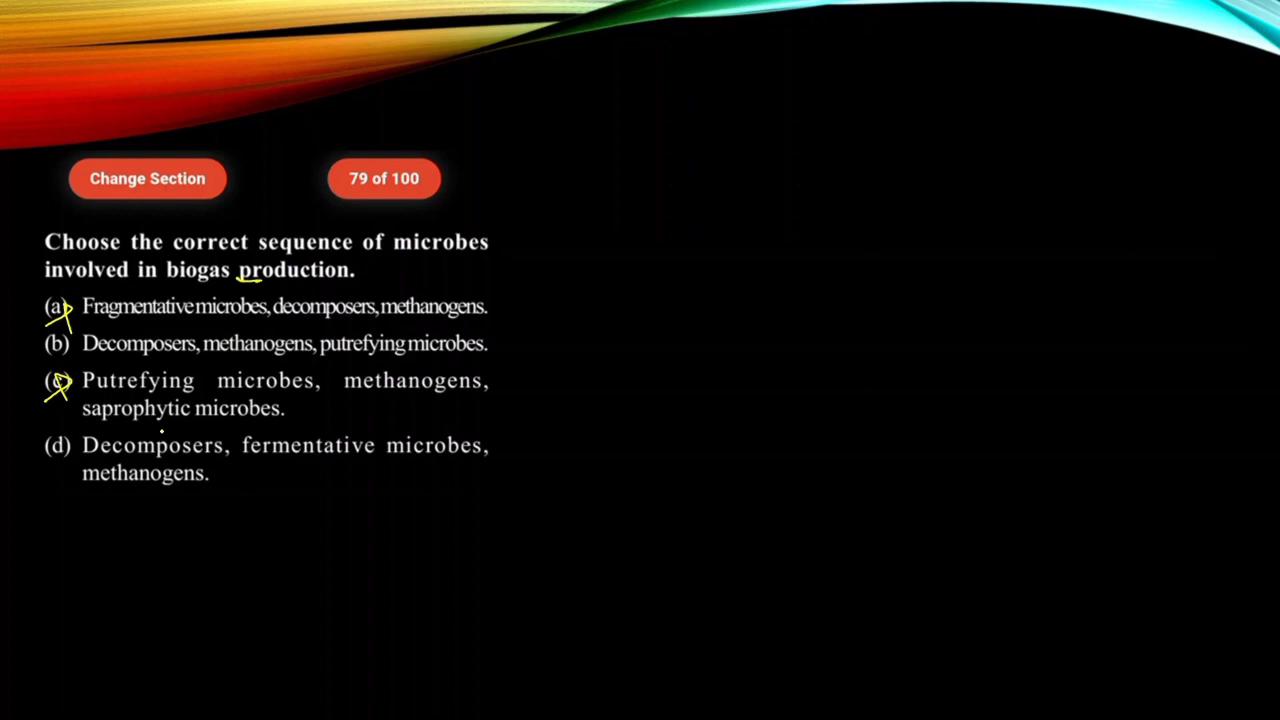 Change Section
79 of 100
Choose the correct sequence of microbes
involved in biogas production.
(a) Fragmentative microbes, decomposers, methanogens.
(b) Decomposers, methanogens, putrefying microbes.
(c) Putrefying microbes, methanogens,
saprophytic microbes.
(d) Decomposers, fermentative microbes,
methanogens.